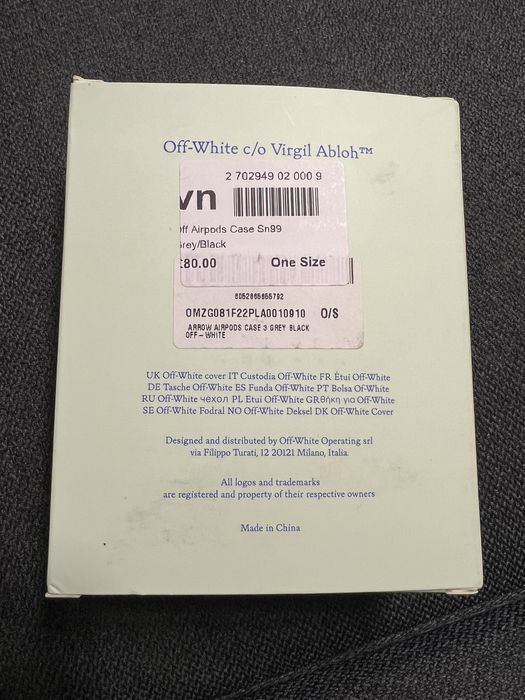 Off-White c/o Virgil Abloh™
2 702949 02 000 9
vn
Off Airpods Case Sn99
Grey/Black
£80.00 One Size
8052865655792
OMZG081F22PLA0010910 O/S
ARROW AIRPODS CASE 3 GREY BLACK
OFF-WHITE
UK Off-White cover IT Custodia Off-White FR Étui Off-White
DE Tasche Off-White ES Funda Off-White PT Bolsa Of-White
RU Off-White чехол PL Etui Off-White GRθήκη για Off-White
SE Off-White Fodral NO Off-White Deksel DK Off-White Cover
Designed and distributed by Off-White Operating srl
via Filippo Turati, 12 20121 Milano, Italia.
All logos and trademarks
are registered and property of their respective owners
Made in China